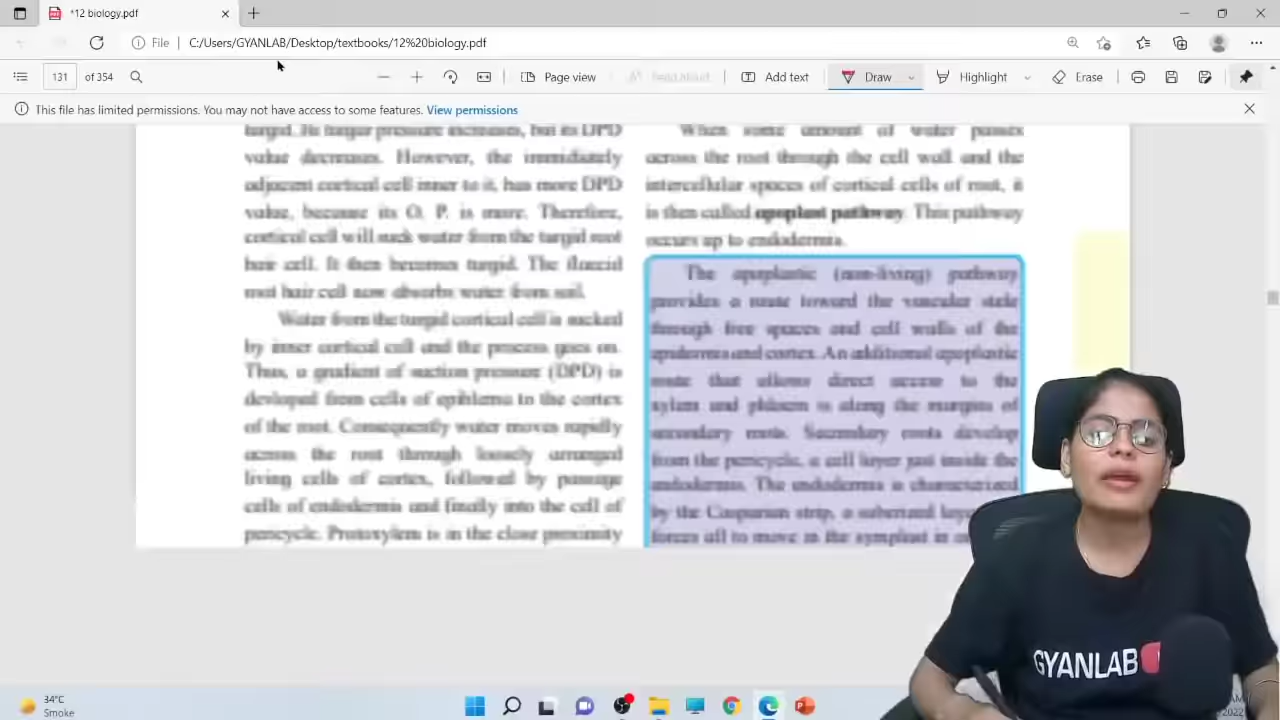 *12 biology.pdf
File
C:/Users/GYANLAB/Desktop/textbooks/12%20biology.pdf
131 of 354
Page view
Read aloud
Add text
Draw
Highlight
Erase
This file has limited permissions. You may not have access to some features. View permissions
turgid. Its turgor pressure increases, but its DPD
value decreases. However, the immediately
adjacent cortical cell inner to it, has more DPD
value, because its O. P. is more. Therefore,
cortical cell will suck water from the turgid root
hair cell. It then becomes turgid. The flaccid
root hair cell now absorbs water from soil.
Water from the turgid cortical cell is sucked
by inner cortical cell and the process goes on.
Thus, a gradient of suction pressure (DPD) is
devloped from cells of epiblema to the cortex
of the root. Consequently water moves rapidly
across the root through loosely arranged
living cells of cortex, followed by passage
cells of endodermis and finally into the cell of
pericycle. Protoxylem is in the close proximity
When some amount of water passes
across the root through the cell wall and the
intercellular spaces of cortical cells of root, it
is then called apoplast pathway. This pathway
occurs up to endodermis.
The apoplastic (non-living) pathway
provides a route toward the vascular stele
through free spaces and cell walls of the
epidermis and cortex. An additional apoplastic
route that allows direct access to the
xylem and phloem is along the margins of
secondary roots. Secondary roots develop
from the pericycle, a cell layer just inside the
endodermis. The endodermis is characterized
by the Casparian strip, a suberized
forces all to move in the symplast in
GYANLAB
34°C
Smoke